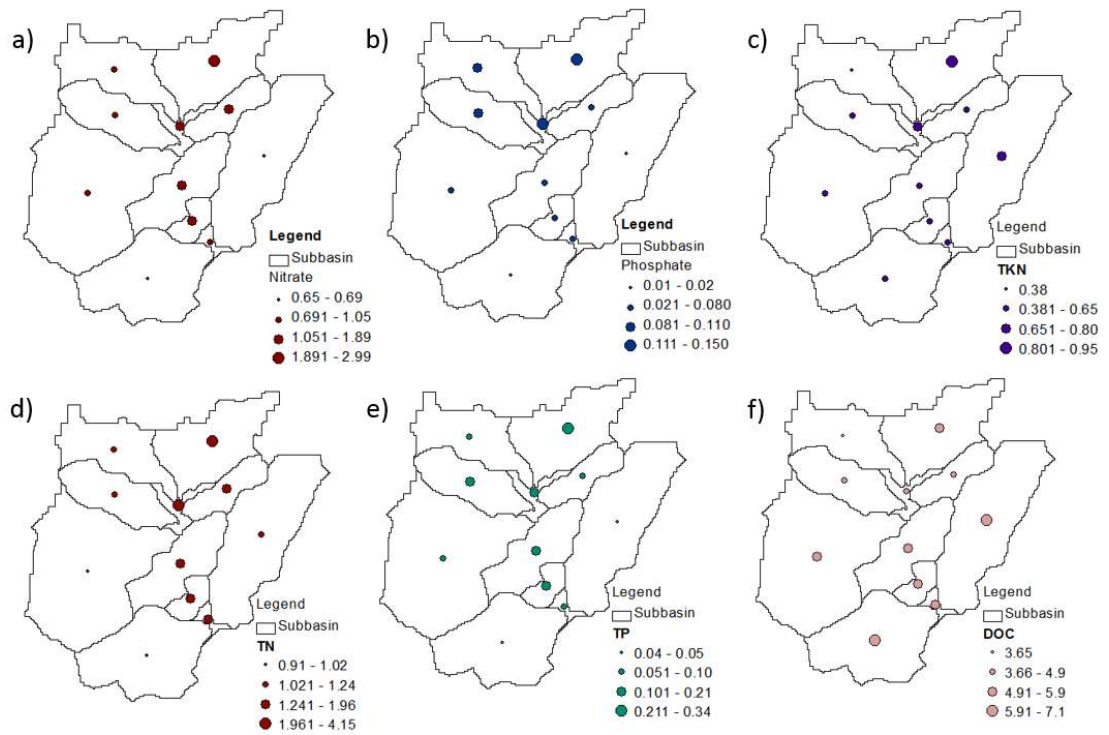 a)
Legend
Subbasin
Nitrate
0.65 - 0.69
0.691 - 1.05
1.051 - 1.89
1.891 - 2.99
b)
Legend
Subbasin
Phosphate
0.01 - 0.02
0.021 - 0.080
0.081 - 0.110
0.111 - 0.150
c)
Legend
Subbasin
TKN
0.38
0.381 - 0.65
0.651 - 0.80
0.801 - 0.95
d)
Legend
Subbasin
TN
0.91 - 1.02
1.021 - 1.24
1.241 - 1.96
1.961 - 4.15
e)
Legend
Subbasin
TP
0.04 - 0.05
0.051 - 0.10
0.101 - 0.21
0.211 - 0.34
f)
Legend
Subbasin
DOC
3.65
3.66 - 4.9
4.91 - 5.9
5.91 - 7.1